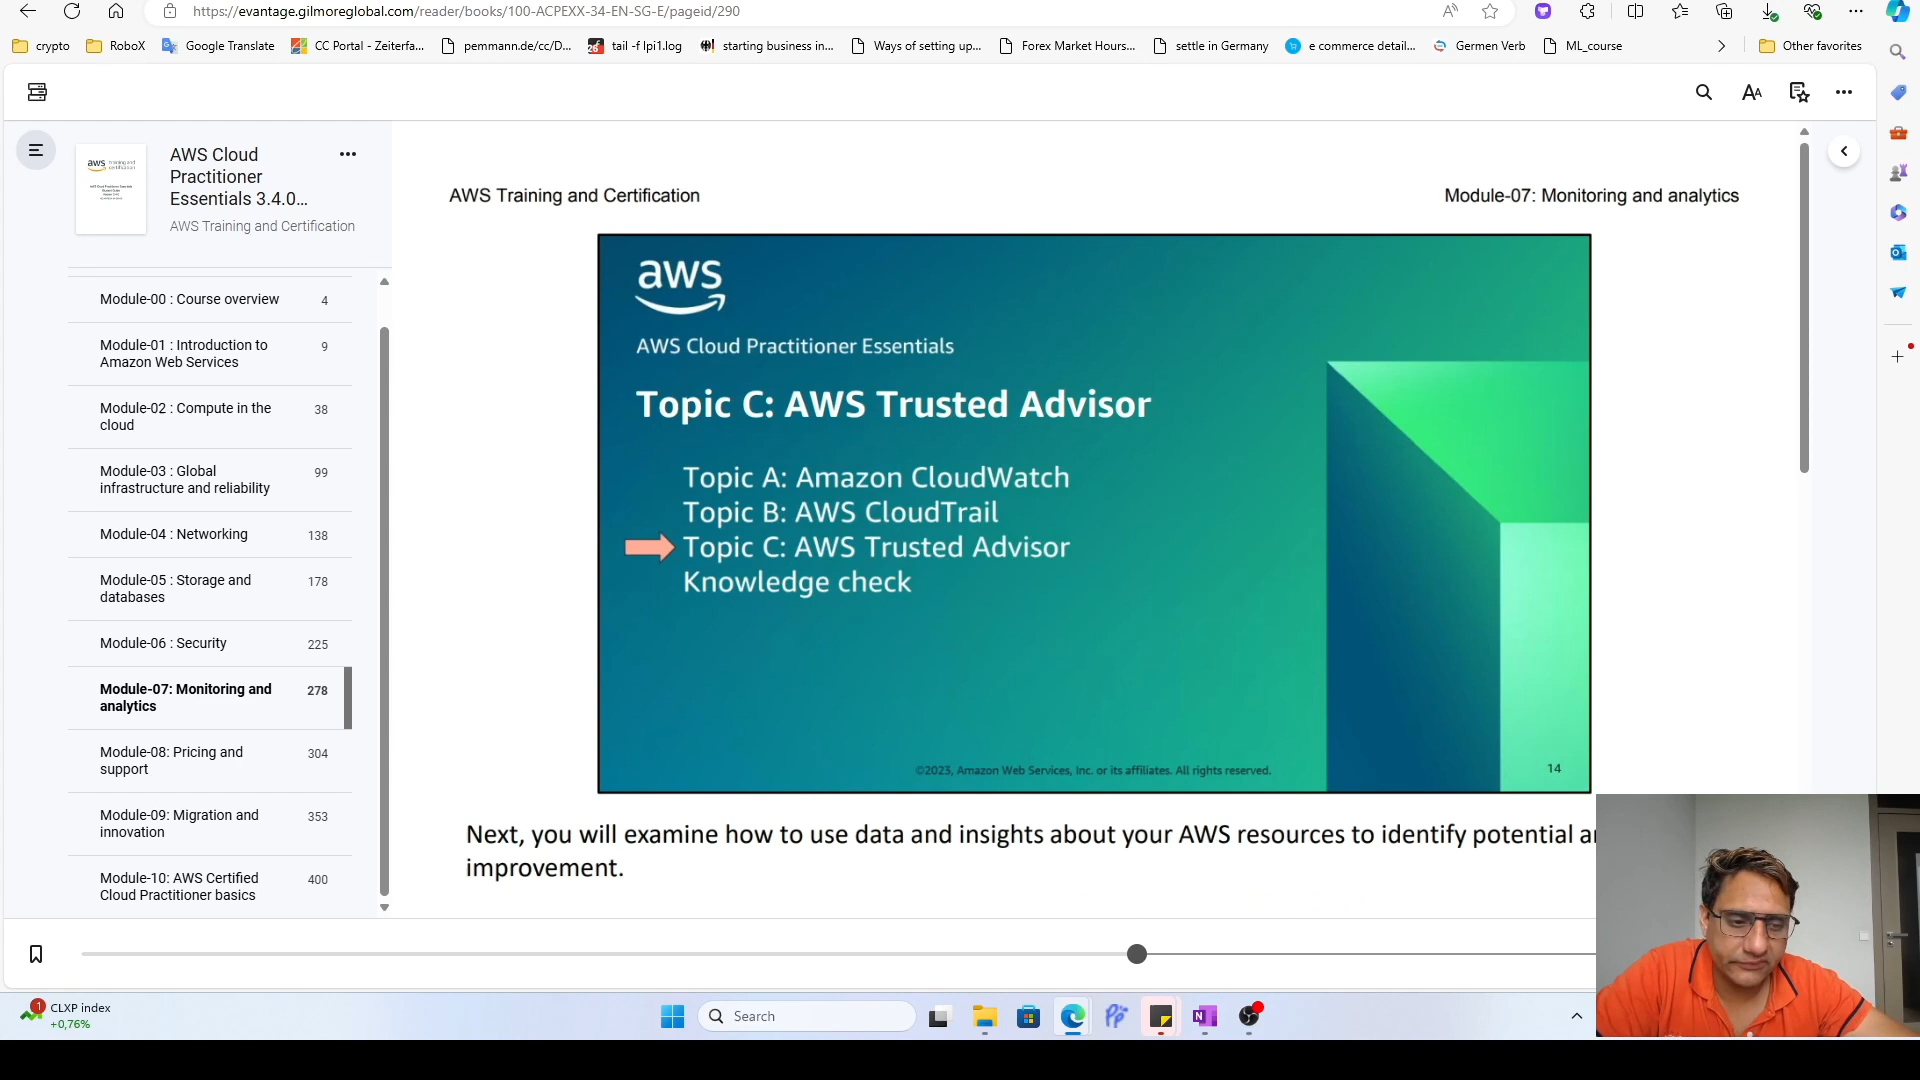 https://evantage.gilmoreglobal.com/reader/books/100-ACPEXX-34-EN-SG-E/pageid/290
crypto
RoboX
Google Translate
CC Portal - Zeiterfa...
pemmann.de/cc/D...
tail -f lpi1.log
starting business in...
Ways of setting up...
Forex Market Hours...
settle in Germany
e commerce detail...
Germen Verb
ML_course
Other favorites
AWS Cloud
Practitioner
Essentials 3.4.0...
AWS Training and Certification
Module-00 : Course overview 4
Module-01 : Introduction to 9
Amazon Web Services
Module-02 : Compute in the 38
cloud
Module-03 : Global 99
infrastructure and reliability
Module-04 : Networking 138
Module-05 : Storage and 178
databases
Module-06 : Security 225
Module-07: Monitoring and 278
analytics
Module-08: Pricing and 304
support
Module-09: Migration and 353
innovation
Module-10: AWS Certified 400
Cloud Practitioner basics
AWS Training and Certification
Module-07: Monitoring and analytics
aws
AWS Cloud Practitioner Essentials
Topic C: AWS Trusted Advisor
Topic A: Amazon CloudWatch
Topic B: AWS CloudTrail
Topic C: AWS Trusted Advisor
Knowledge check
©2023, Amazon Web Services, Inc. or its affiliates. All rights reserved.
14
Next, you will examine how to use data and insights about your AWS resources to identify potential
improvement.
1
CLXP index
+0,76%
Search